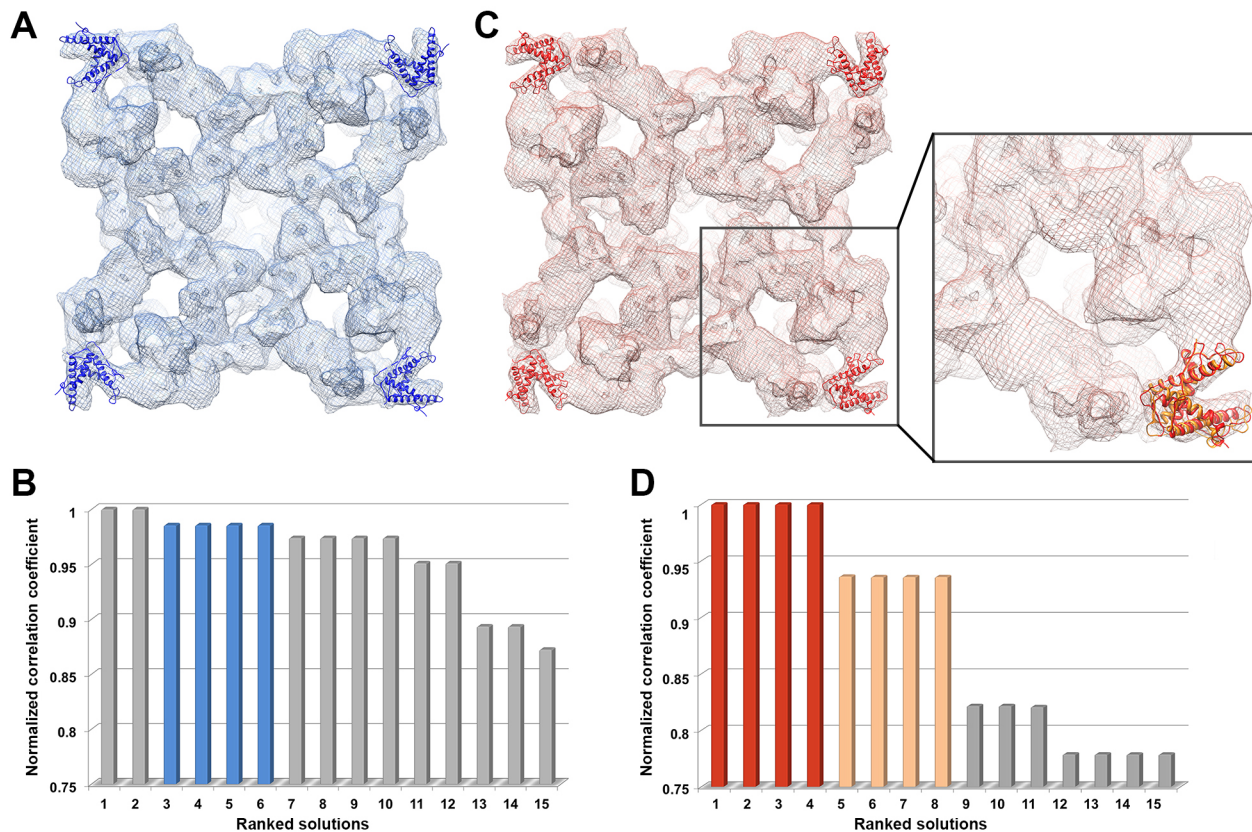 A
C
B
Normalized correlation coefficient
1
0.95
0.9
0.85
0.8
0.75
1 2 3 4 5 6 7 8 9 10 11 12 13 14 15
Ranked solutions
D
Normalized correlation coefficient
1
0.95
0.9
0.85
0.8
0.75
1 2 3 4 5 6 7 8 9 10 11 12 13 14 15
Ranked solutions